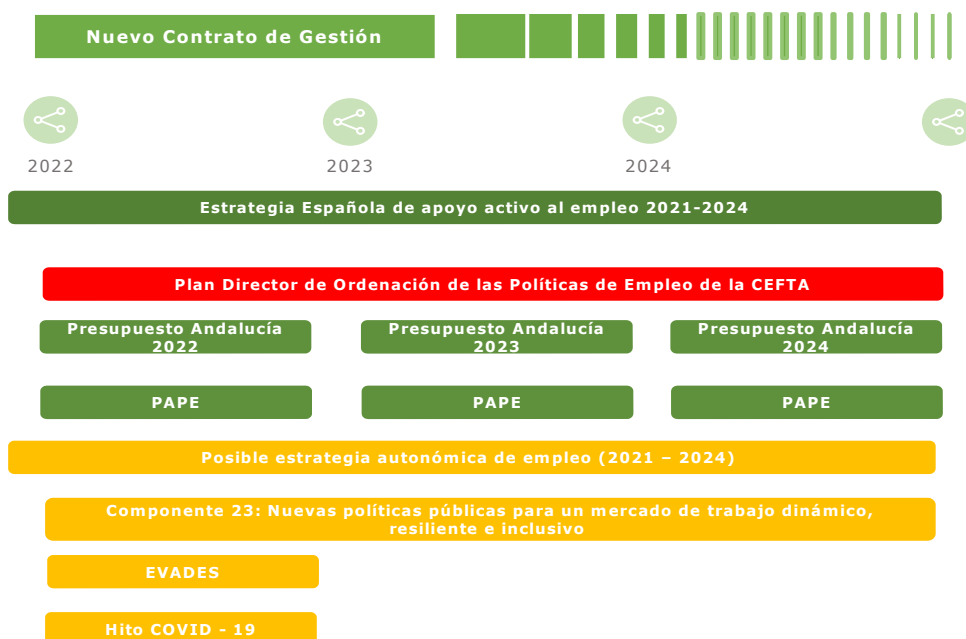 Nuevo Contrato de Gestión
2022
2023
2024
Estrategia Española de apoyo activo al empleo 2021-2024
Plan Director de Ordenación de las Políticas de Empleo de la CEFTA
Presupuesto Andalucía
2022
Presupuesto Andalucía
2023
Presupuesto Andalucía
2024
PAPE
PAPE
PAPE
Posible estrategia autonómica de empleo (2021 – 2024)
Componente 23: Nuevas políticas públicas para un mercado de trabajo dinámico,
resiliente e inclusivo
EVADES
Hito COVID - 19